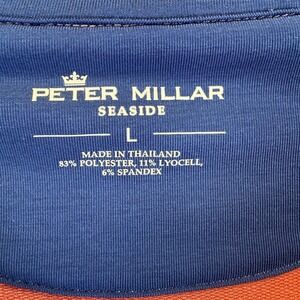 PETER MILLAR
SEASIDE
L
MADE IN THAILAND
83% POLYESTER, 11% LYOCELL,
6% SPANDEX